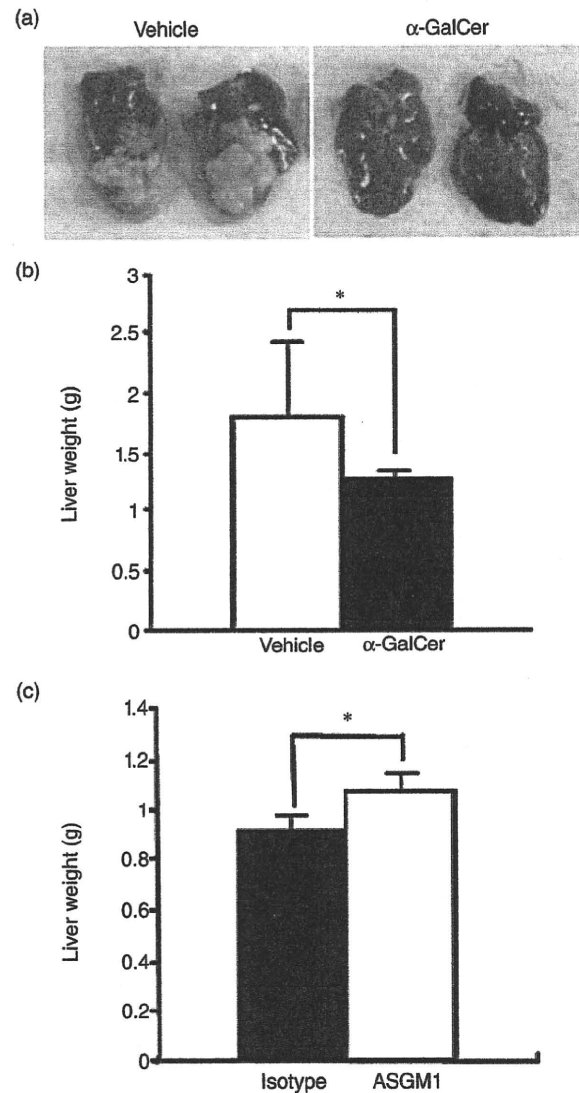 (a)
Vehicle
α-GalCer
(b)
3
2.5
2
1.5
1
0.5
0
Liver weight (g)
*
Vehicle
α-GalCer
(c)
1.4
1.2
1
0.8
0.6
0.4
0.2
0
Liver weight (g)
*
Isotype
ASGM1